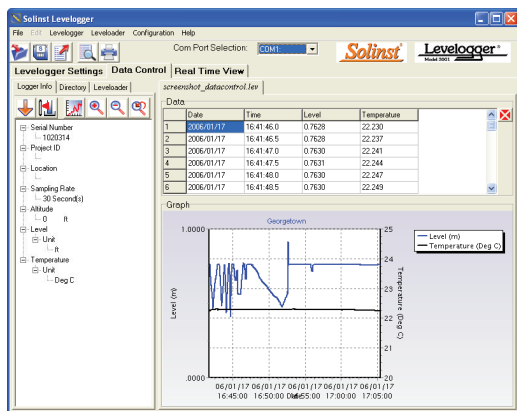 Solinst Levelogger
File Edit Levelogger Leveloader Configuration Help
Com Port Selection: COM1:
Solinst
Levelogger
Model 3001
Levelogger Settings Data Control Real Time View
Logger Info Directory Leveloader
screenshot_datacontrol.lev
Serial Number
1020314
Project ID
Location
Sampling Rate
30 Second(s)
Altitude
0 ft
Level
Unit
ft
Temperature
Unit
Deg C
Data
Date Time Level Temperature
1 2006/01/17 16:41:46.0 0.7628 22.230
2 2006/01/17 16:41:46.5 0.7628 22.237
3 2006/01/17 16:41:47.0 0.7630 22.241
4 2006/01/17 16:41:47.5 0.7631 22.244
5 2006/01/17 16:41:48.0 0.7630 22.247
6 2006/01/17 16:41:48.5 0.7630 22.249
Graph
Georgetown
1.0000
.0000
Level (m)
25
24
23
22
21
20
Temperature (Deg C)
Level (m)
Temperature (Deg C)
06/01/17 06/01/17 06/01/17 06/01/17 06/01/17
16:45:00 16:50:00 Date 55:00 17:00:00 17:05:00